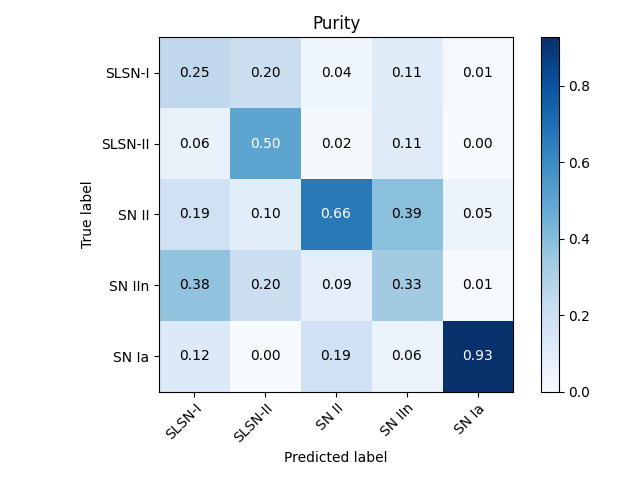 Purity
SLSN-I 0.25 0.20 0.04 0.11 0.01
SLSN-II 0.06 0.50 0.02 0.11 0.00
SN II 0.19 0.10 0.66 0.39 0.05
SN IIn 0.38 0.20 0.09 0.33 0.01
SN Ia 0.12 0.00 0.19 0.06 0.93
SLSN-I SLSN-II SN II SN IIn SN Ia
Predicted label
True label
0.8
0.6
0.4
0.2
0.0